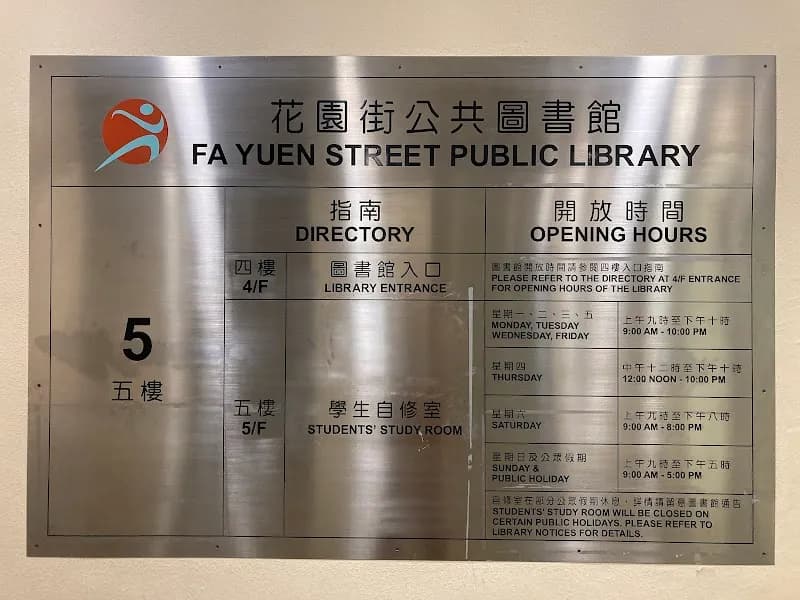 花園街公共圖書館
FA YUEN STREET PUBLIC LIBRARY
指南
DIRECTORY
開放時間
OPENING HOURS
5
五樓
四樓
4/F
圖書館入口
LIBRARY ENTRANCE
圖書館開放時間請參閱四樓入口指南
PLEASE REFER TO THE DIRECTORY AT 4/F ENTRANCE
FOR OPENING HOURS OF THE LIBRARY
五樓
5/F
學生自修室
STUDENTS' STUDY ROOM
星期一、二、三、五
MONDAY, TUESDAY
WEDNESDAY, FRIDAY
上午九時至下午十時
9:00 AM - 10:00 PM
星期四
THURSDAY
中午十二時至下午十時
12:00 NOON - 10:00 PM
星期六
SATURDAY
上午九時至下午八時
9:00 AM - 8:00 PM
星期日及公眾假期
SUNDAY &
PUBLIC HOLIDAY
上午九時至下午五時
9:00 AM - 5:00 PM
自修室在部分公眾假期休息，詳情請留意圖書館通告
STUDENTS' STUDY ROOM WILL BE CLOSED ON
CERTAIN PUBLIC HOLIDAYS. PLEASE REFER TO
LIBRARY NOTICES FOR DETAILS.